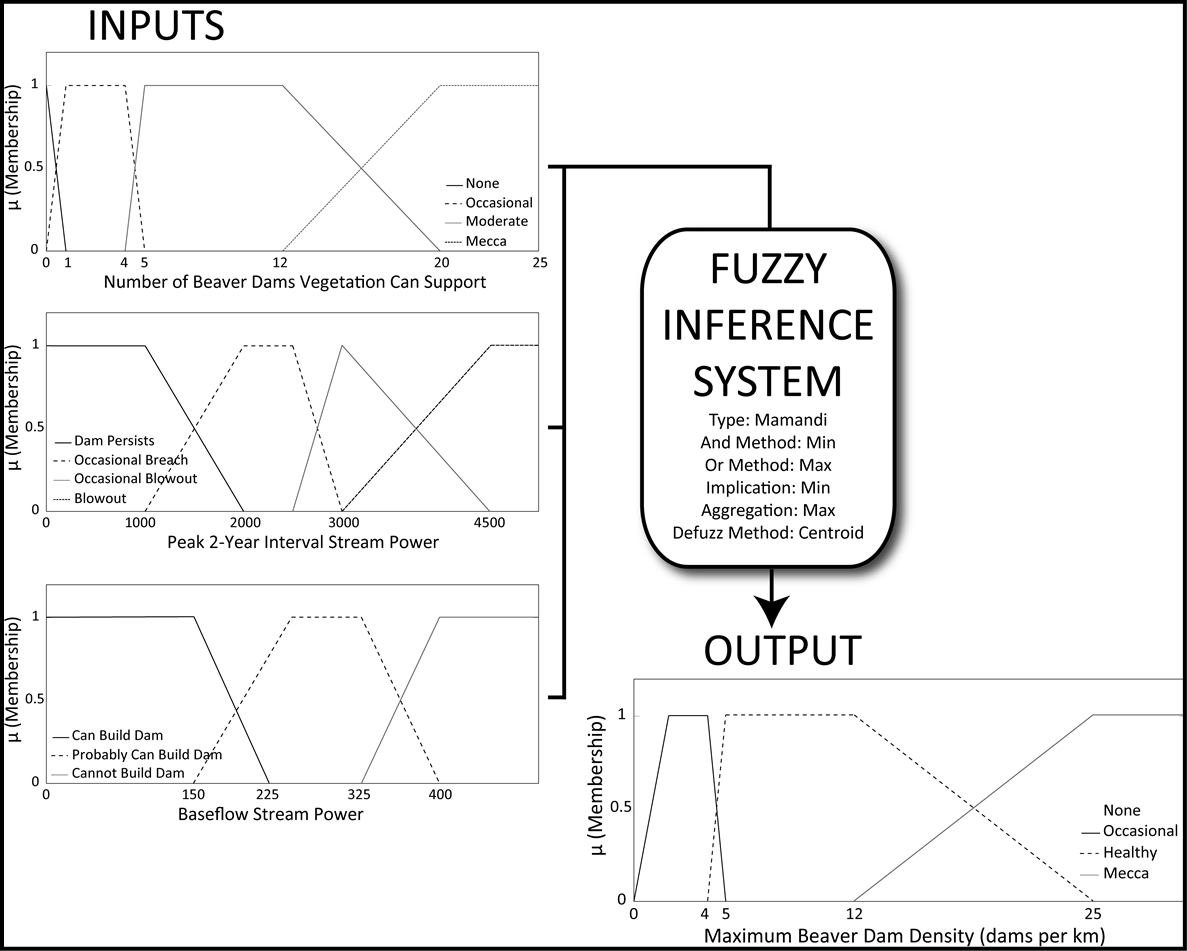 INPUTS
μ (Membership)
1
0.5
0
None
Occasional
Moderate
Mecca
0 1 4 5 12 20 25
Number of Beaver Dams Vegetation Can Support
μ (Membership)
1
0.5
0
Dam Persists
Occasional Breach
Occasional Blowout
Blowout
0 1000 2000 3000 4500
Peak 2-Year Interval Stream Power
μ (Membership)
1
0.5
0
Can Build Dam
Probably Can Build Dam
Cannot Build Dam
0 150 225 325 400
Baseflow Stream Power
FUZZY
INFERENCE
SYSTEM
Type: Mamandi
And Method: Min
Or Method: Max
Implication: Min
Aggregation: Max
Defuzz Method: Centroid
OUTPUT
μ (Membership)
1
0.5
0
None
Occasional
Healthy
Mecca
0 4 5 12 25
Maximum Beaver Dam Density (dams per km)